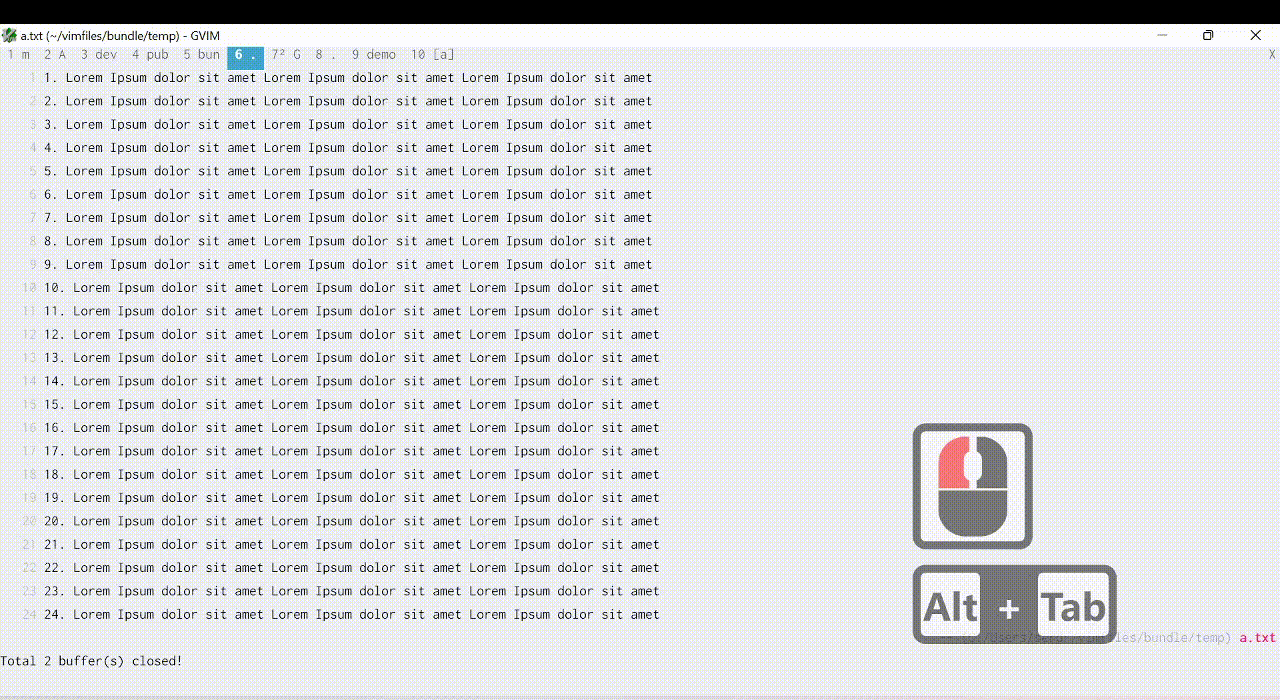 a.txt (~/vimfiles/bundle/temp) - GVIM
1 m 2 A 3 dev 4 pub 5 bun 6 . 7² G 8 . 9 demo 10 [a] X
1 1. Lorem Ipsum dolor sit amet Lorem Ipsum dolor sit amet Lorem Ipsum dolor sit amet
2 2. Lorem Ipsum dolor sit amet Lorem Ipsum dolor sit amet Lorem Ipsum dolor sit amet
3 3. Lorem Ipsum dolor sit amet Lorem Ipsum dolor sit amet Lorem Ipsum dolor sit amet
4 4. Lorem Ipsum dolor sit amet Lorem Ipsum dolor sit amet Lorem Ipsum dolor sit amet
5 5. Lorem Ipsum dolor sit amet Lorem Ipsum dolor sit amet Lorem Ipsum dolor sit amet
6 6. Lorem Ipsum dolor sit amet Lorem Ipsum dolor sit amet Lorem Ipsum dolor sit amet
7 7. Lorem Ipsum dolor sit amet Lorem Ipsum dolor sit amet Lorem Ipsum dolor sit amet
8 8. Lorem Ipsum dolor sit amet Lorem Ipsum dolor sit amet Lorem Ipsum dolor sit amet
9 9. Lorem Ipsum dolor sit amet Lorem Ipsum dolor sit amet Lorem Ipsum dolor sit amet
10 10. Lorem Ipsum dolor sit amet Lorem Ipsum dolor sit amet Lorem Ipsum dolor sit amet
11 11. Lorem Ipsum dolor sit amet Lorem Ipsum dolor sit amet Lorem Ipsum dolor sit amet
12 12. Lorem Ipsum dolor sit amet Lorem Ipsum dolor sit amet Lorem Ipsum dolor sit amet
13 13. Lorem Ipsum dolor sit amet Lorem Ipsum dolor sit amet Lorem Ipsum dolor sit amet
14 14. Lorem Ipsum dolor sit amet Lorem Ipsum dolor sit amet Lorem Ipsum dolor sit amet
15 15. Lorem Ipsum dolor sit amet Lorem Ipsum dolor sit amet Lorem Ipsum dolor sit amet
16 16. Lorem Ipsum dolor sit amet Lorem Ipsum dolor sit amet Lorem Ipsum dolor sit amet
17 17. Lorem Ipsum dolor sit amet Lorem Ipsum dolor sit amet Lorem Ipsum dolor sit amet
18 18. Lorem Ipsum dolor sit amet Lorem Ipsum dolor sit amet Lorem Ipsum dolor sit amet
19 19. Lorem Ipsum dolor sit amet Lorem Ipsum dolor sit amet Lorem Ipsum dolor sit amet
20 20. Lorem Ipsum dolor sit amet Lorem Ipsum dolor sit amet Lorem Ipsum dolor sit amet
21 21. Lorem Ipsum dolor sit amet Lorem Ipsum dolor sit amet Lorem Ipsum dolor sit amet
22 22. Lorem Ipsum dolor sit amet Lorem Ipsum dolor sit amet Lorem Ipsum dolor sit amet
23 23. Lorem Ipsum dolor sit amet Lorem Ipsum dolor sit amet Lorem Ipsum dolor sit amet
24 24. Lorem Ipsum dolor sit amet Lorem Ipsum dolor sit amet Lorem Ipsum dolor sit amet
Alt + Tab
/bundle/temp) a.txt
Total 2 buffer(s) closed!